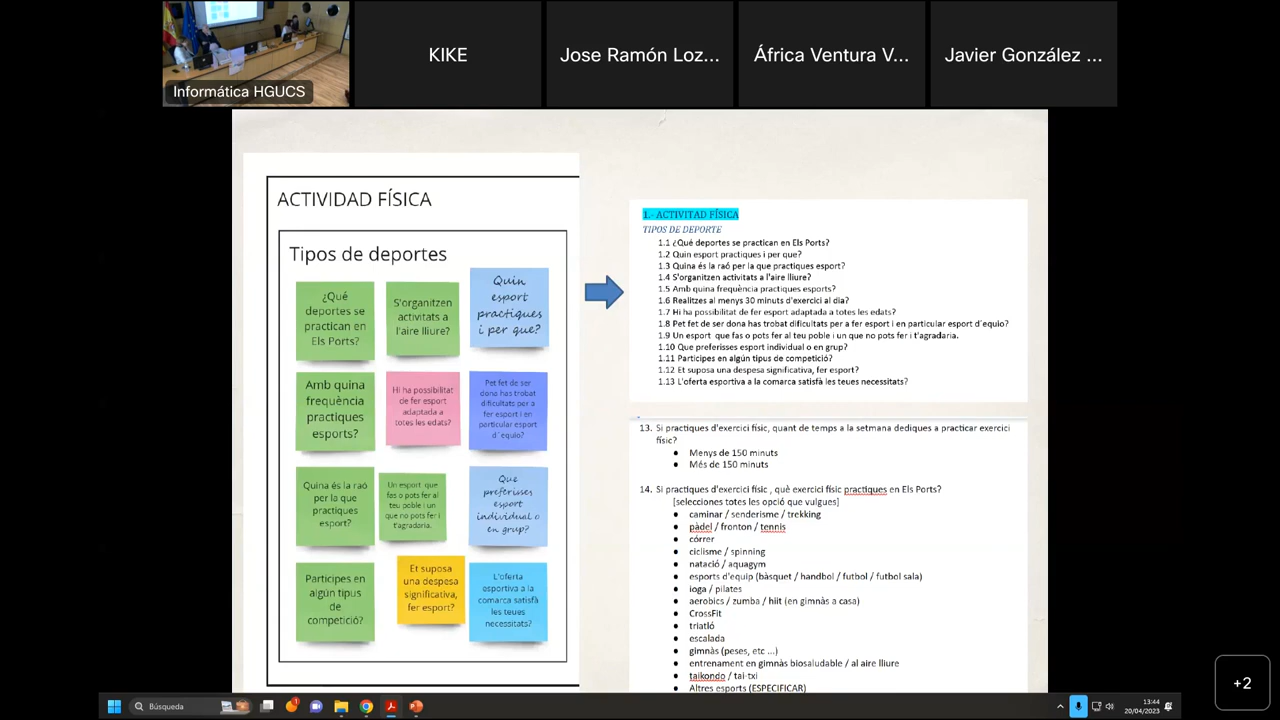 Informática HGUCS
KIKE
Jose Ramón Loz...
África Ventura V...
Javier González ...
ACTIVIDAD FÍSICA
Tipos de deportes
¿Qué
deportes se
practican en
Els Ports?
S'organitzen
activitats a
l'aire lliure?
Quin
esport
practiques
i per que?
Amb quina
frequència
practiques
esports?
Hi ha possibilitat
de fer esport
adaptada a
totes les edats?
Pet fet de ser
dona has trobat
dificultats per a
fer esport i en
particular esport
d´equio?
Quina és la raó
per la que
practiques
esport?
Un esport que
fas o pots fer al
teu poble i un
que no pots fer i
t'agradaria.
Que
preferisses
esport
individual o
en grup?
Participes en
algún tipus
de
competició?
Et suposa
una despesa
significativa,
fer esport?
L'oferta
esportiva a la
comarca satisfà
les teues
necessitats?
1.- ACTIVITAD FÍSICA
TIPOS DE DEPORTE
1.1 ¿Qué deportes se practican en Els Ports?
1.2 Quin esport practiques i per que?
1.3 Quina és la raó per la que practiques esport?
1.4 S'organitzen activitats a l'aire lliure?
1.5 Amb quina frequència practiques esports?
1.6 Realitzes al menys 30 minuts d'exercici al dia?
1.7 Hi ha possibilitat de fer esport adaptada a totes les edats?
1.8 Pet fet de ser dona has trobat dificultats per a fer esport i en particular esport d´equio?
1.9 Un esport que fas o pots fer al teu poble i un que no pots fer i t'agradaria.
1.10 Que preferisses esport individual o en grup?
1.11 Participes en algún tipus de competició?
1.12 Et suposa una despesa significativa, fer esport?
1.13 L'oferta esportiva a la comarca satisfà les teues necessitats?
13. Si practiques d'exercici físic, quant de temps a la setmana dediques a practicar exercici
físic?
● Menys de 150 minuts
● Més de 150 minuts
14. Si practiques d'exercici físic , què exercici físic practiques en Els Ports?
[selecciones totes les opció que vulgues]
● caminar / senderisme / trekking
● pàdel / fronton / tennis
● córrer
● ciclisme / spinning
● natació / aquagym
● esports d'equip (bàsquet / handbol / futbol / futbol sala)
● ioga / pilates
● aerobics / zumba / hiit (en gimnàs a casa)
● CrossFit
● triatló
● escalada
● gimnàs (peses, etc ...)
● entrenament en gimnàs biosaludable / al aire lliure
● taikondo / tai-txi
● Altres esports (ESPECIFICAR)
Búsqueda
13:44
20/04/2023
+2